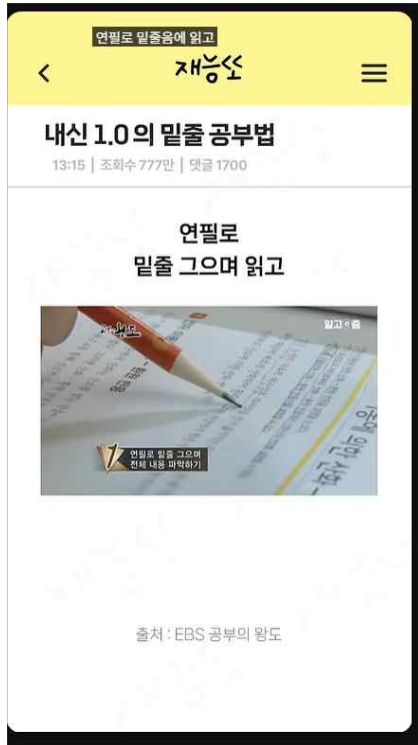 연필로 밑줄음에 읽고
재능쏘
내신 1.0의 밑줄 공부법
13:15 | 조회수 777만 | 댓글 1700
연필로
밑줄 그으며 읽고
알고e즘
1 연필로 밑줄 그으며
전체 내용 파악하기
출처 : EBS 공부의 왕도